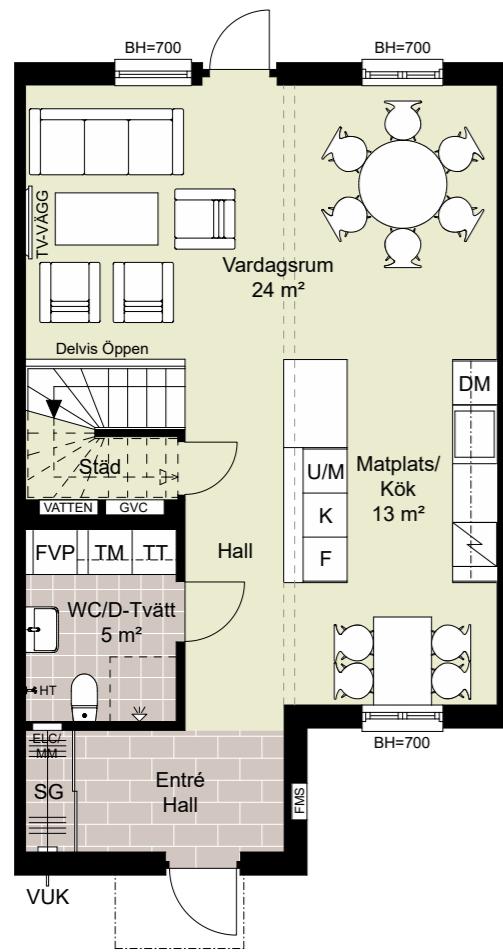 BH=700
BH=700
TV-VÄGG
Vardagsrum
24 m²
Delvis Öppen
DM
Städ
U/M
Matplats/
Kök
13 m²
K
VATTEN
GVC
F
Hall
FVP
TM
TT
WC/D-Tvätt
5 m²
HT
ELC/
MM
BH=700
SG
Entré
Hall
FMS
VUK